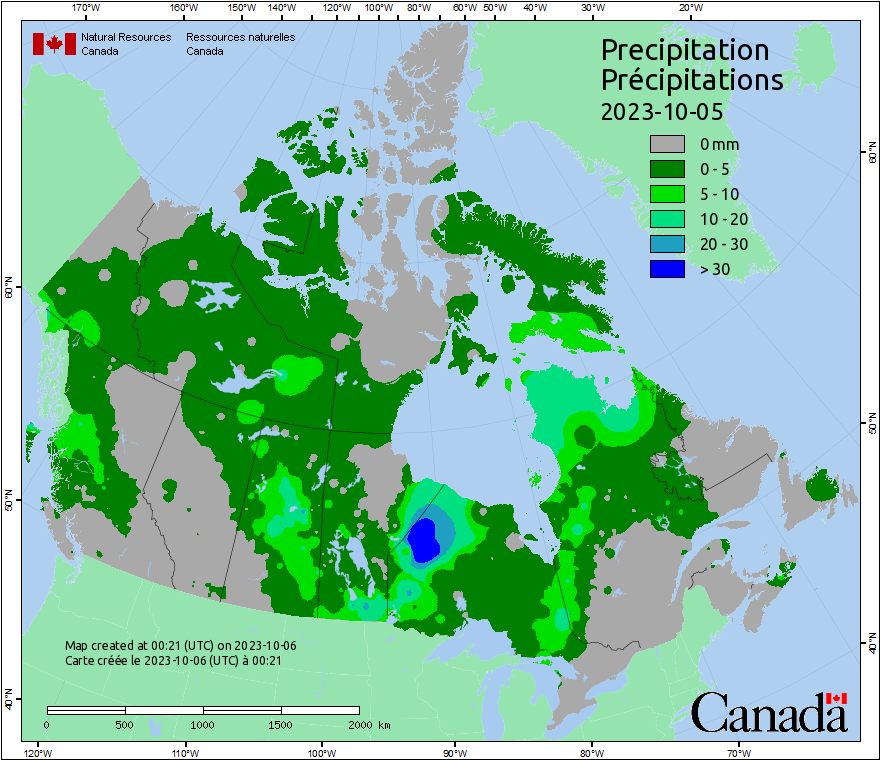 170°W 160°W 150°W 140°W 130°W 120°W 110°W 100°W 90°W 80°W 70°W 60°W 50°W 40°W 30°W 20°W
Natural Resources Ressources naturelles
Canada Canada
Precipitation
Précipitations
2023-10-05
0 mm
0 - 5
5 - 10
10 - 20
20 - 30
> 30
60°N
60°N
50°N
50°N
40°N
40°N
Map created at 00:21 (UTC) on 2023-10-06
Carte créée le 2023-10-06 (UTC) à 00:21
0 500 1000 1500 2000 km
Canada
120°W 110°W 100°W 90°W 80°W 70°W